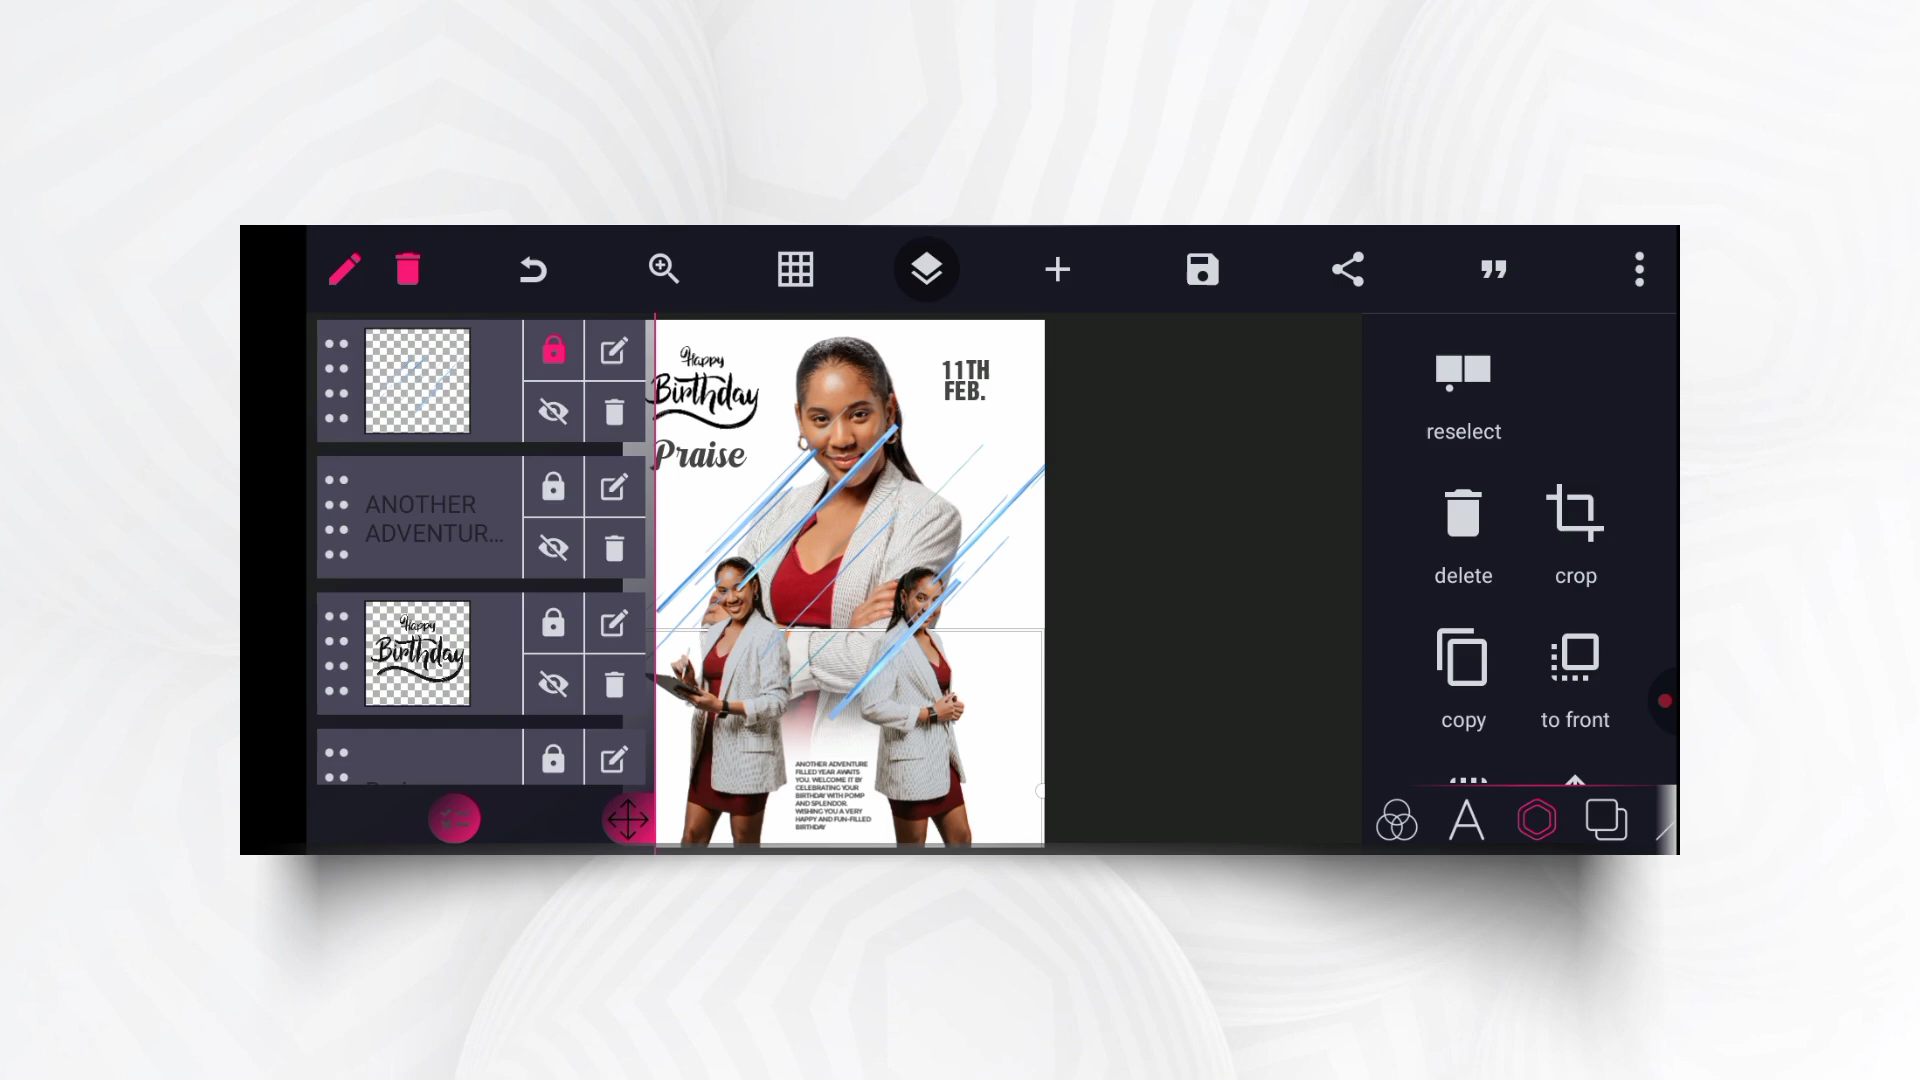 ANOTHER
ADVENTUR...
Happy
Birthday
Happy
Birthday
Praise
11TH
FEB.
ANOTHER ADVENTURE
FILLED YEAR AWAITS
YOU. WELCOME IT BY
CELEBRATING YOUR
BIRTHDAY WITH POMP
AND SPLENDOR.
WISHING YOU A VERY
HAPPY AND FUN-FILLED
BIRTHDAY
reselect
delete
crop
copy
to front